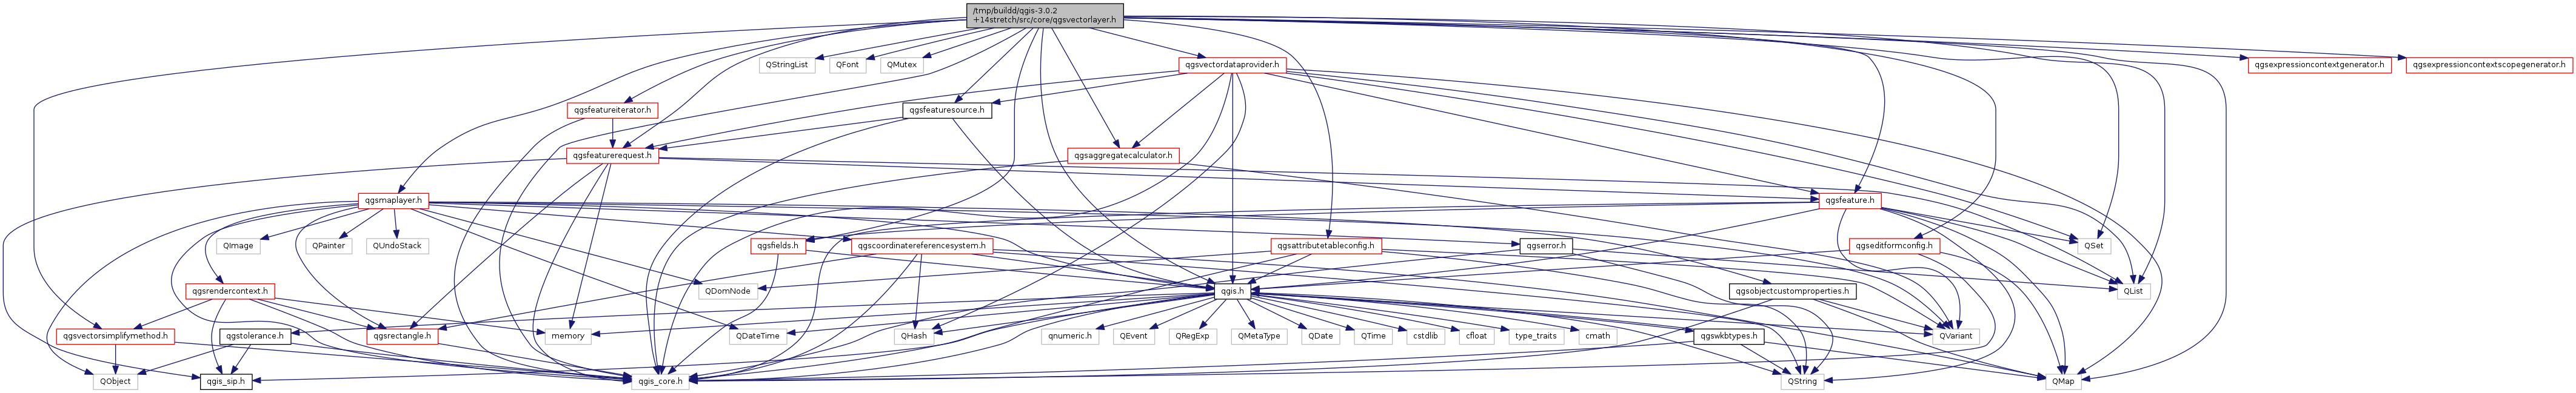 /tmp/buildd/qgis-3.0.2
+14stretch/src/core/qgsvectorlayer.h
QStringList
QFont
QMutex
qgsvectordataprovider.h
qgsexpressioncontextgenerator.h
qgsexpressioncontextscopegenerator.h
qgsfeatureiterator.h
qgsfeaturesource.h
qgsfeaturerequest.h
qgsaggregatecalculator.h
qgsmaplayer.h
qgsfeature.h
QImage
QPainter
QUndoStack
qgsfields.h
qgscoordinatereferencesystem.h
qgserror.h
qgsattributetableconfig.h
qgseditformconfig.h
QSet
qgsrendercontext.h
QDomNode
qgis.h
qgsobjectcustomproperties.h
QList
qgsvectorsimplifymethod.h
qgstolerance.h
qgsrectangle.h
memory
QDateTime
QHash
qnumeric.h
QEvent
QRegExp
QMetaType
QDate
QTime
cstdlib
cfloat
type_traits
cmath
qgswkbtypes.h
QVariant
QObject
qgis_sip.h
qgis_core.h
QString
QMap